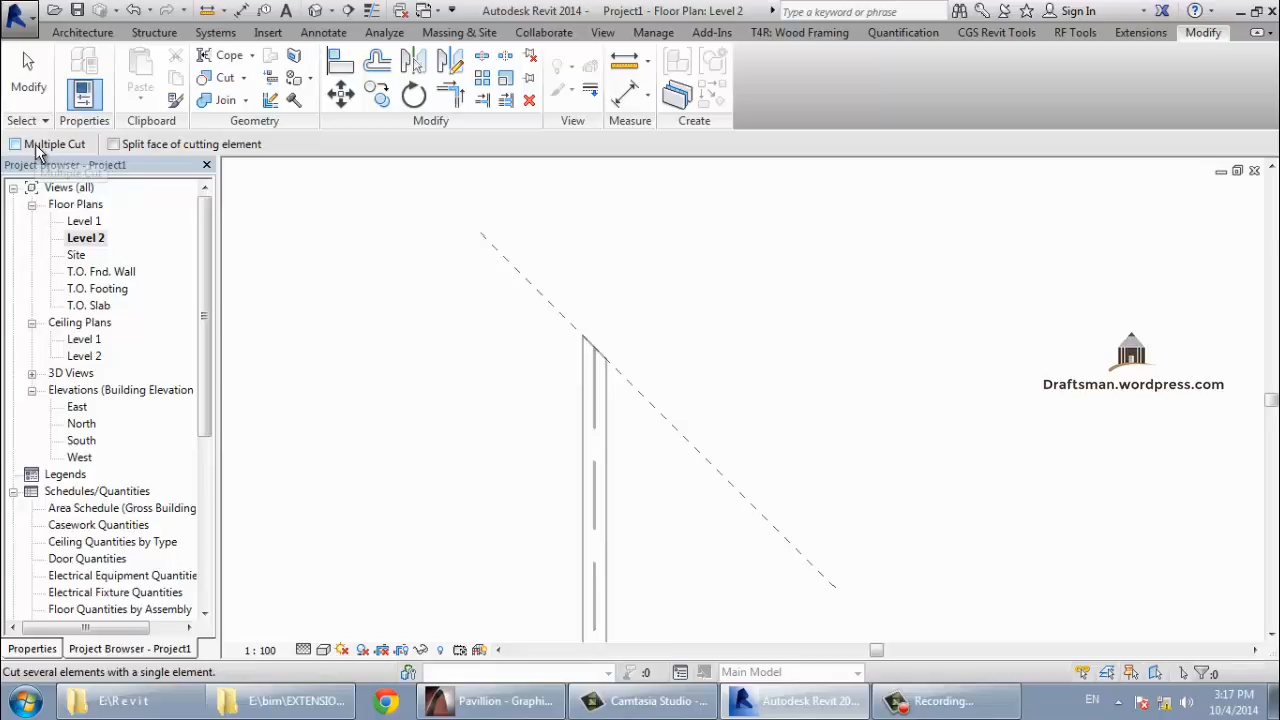 Autodesk Revit 2014 - Project1 - Floor Plan: Level 2
Type a keyword or phrase
Sign In
Architecture Structure Systems Insert Annotate Analyze Massing & Site Collaborate View Manage Add-Ins T4R: Wood Framing Quantification CGS Revit Tools RF Tools Extensions Modify
Modify
Paste
Cope
Cut
Join
Select Properties Clipboard Geometry Modify View Measure Create
Multiple Cut Split face of cutting element
Project Browser - Project1
Multiple Cut
Views (all)
Floor Plans
Level 1
Level 2
Site
T.O. Fnd. Wall
T.O. Footing
T.O. Slab
Ceiling Plans
Level 1
Level 2
3D Views
Elevations (Building Elevation
East
North
South
West
Legends
Schedules/Quantities
Area Schedule (Gross Building
Casework Quantities
Ceiling Quantities by Type
Door Quantities
Electrical Equipment Quantitie
Electrical Fixture Quantities
Floor Quantities by Assembly
Draftsman.wordpress.com
Properties Project Browser - Project1
1 : 100
Cut several elements with a single element.
:0
Main Model
:0
E:\R e v i t
E:\bim\EXTENSIO...
Pavillion - Graphi...
Camtasia Studio - ...
Autodesk Revit 20...
Recording...
EN
3:17 PM
10/4/2014